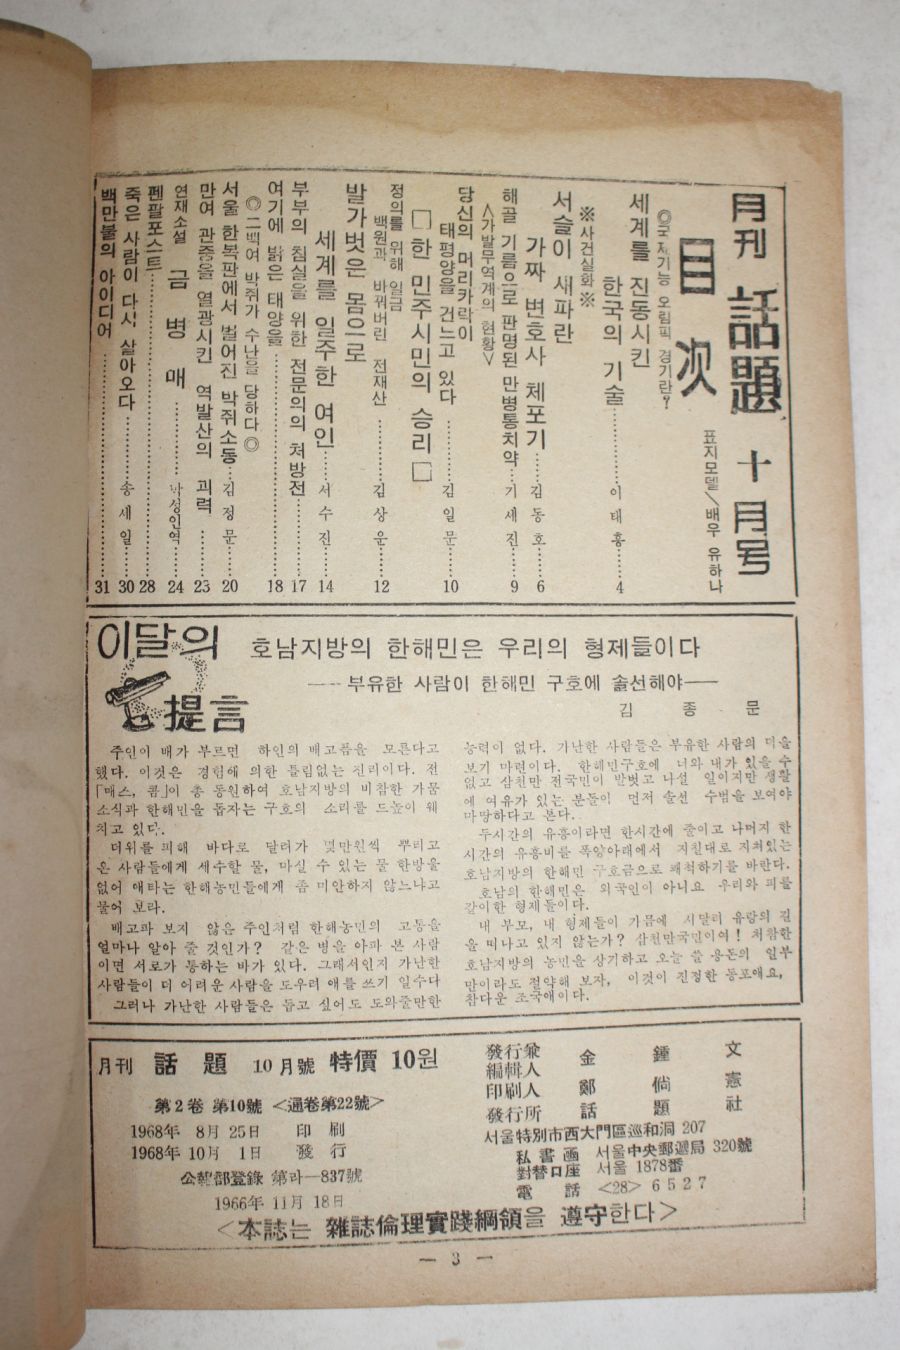 月刊 話題 十月号
目次
표지모델＼배우 유하나
◎국제기능 오림픽 경기란?
세계를 진동시킨
한국의 기술……이태흥……4
※사건실화※
서슬이 새파란
가짜 변호사 체포기……김동호……6
해골 기름으로 판명된 만병통치약……기세진……9
<가발무역계의 현황>
당신의 머리카락이
태평양을 건느고 있다……김일문……10
□한 민주시민의 승리□
정의를 위해 일금
백원과 바꿔버린 전재산……김상운……12
발가벗은 몸으로
세계를 일주한 여인……서수진……14
부부의 침실을 위한 전문의의 처방전……17
여기에 밝은 태양을……18
◎二백여 박쥐가 수난을 당하다◎
서울 한복판에서 벌어진 박쥐소동……김정문……20
만여 관중을 열광시킨 역발산의 괴력……23
연재소설 금병매……박성인역……24
펜팔포스트……28
죽은 사람이 다시 살아오다……송세일……30
백만불의 아이디어……31
이달의 提言
호남지방의 한해민은 우리의 형제들이다
――부유한 사람이 한해민 구호에 솔선해야――
김종문
주인이 배가 부르면 하인의 배고픔을 모른다고
했다. 이것은 경험에 의한 틀림없는 진리이다. 전
「매스, 콤」이 총 동원하여 호남지방의 비참한 가뭄
소식과 한해민을 돕자는 구호의 소리를 드높이 웨
치고 있다.
더위를 피해 바다로 달려가 몇만원씩 뿌리고
온 사람들에게 세수할 물, 마실 수 있는 물 한방울
없어 애타는 한해농민들에게 좀 미안하지 않느냐고
물어 보라.
배고파 보지 않은 주인처럼 한해농민의 고통을
얼마나 알아 줄 것인가? 같은 병을 아파 본 사람
이면 서로가 통하는 바가 있다. 그래서인지 가난한
사람들이 더 어려운 사람을 도우려 애를 쓰기 일수다
그러나 가난한 사람들은 돕고 싶어도 도와줄만한
능력이 없다. 가난한 사람들은 부유한 사람의 덕을
보기 마련이다. 한해민구호에 너와 내가 있을 수
없고 삼천만 전국민이 발벗고 나설 일이지만 생활
에 여유가 있는 분들이 먼저 솔선 수범을 보여야
마땅하다고 본다.
두시간의 유흥이라면 한시간에 줄이고 나머지 한
시간의 유흥비를 폭양아래에서 지친대로 지쳐있는
호남지방의 한해민 구호금으로 쾌척하기를 바란다.
호남의 한해민은 외국인이 아니요 우리와 피를
같이한 형제들이다.
내 부모, 내 형제들이 가뭄에 시달려 유랑의 길
을 떠나고 있지 않는가? 삼천만국민이여! 처참한
호남지방의 농민을 상기하고 오늘 쓸 용돈의 일부
만이라도 절약해 보자, 이것이 진정한 동포애요,
참다운 조국애이다.
月刊 話題 10月號 特價 10원
第2卷 第10號 <通卷第22號>
1968年 8月 25日 印刷
1968年 10月 1日 發行
公報部登錄 第라―837號
1966年 11月 18日
發行兼
編輯人 金鍾文
印刷人 鄭倘憲
發行所 話題社
서울特別市西大門區巡和洞 207
私書函 서울中央郵遞局 320號
對替口座 서울 1878番
電話 <28> 6527
<本誌는 雜誌倫理實踐綱領을 遵守한다>
— 3 —